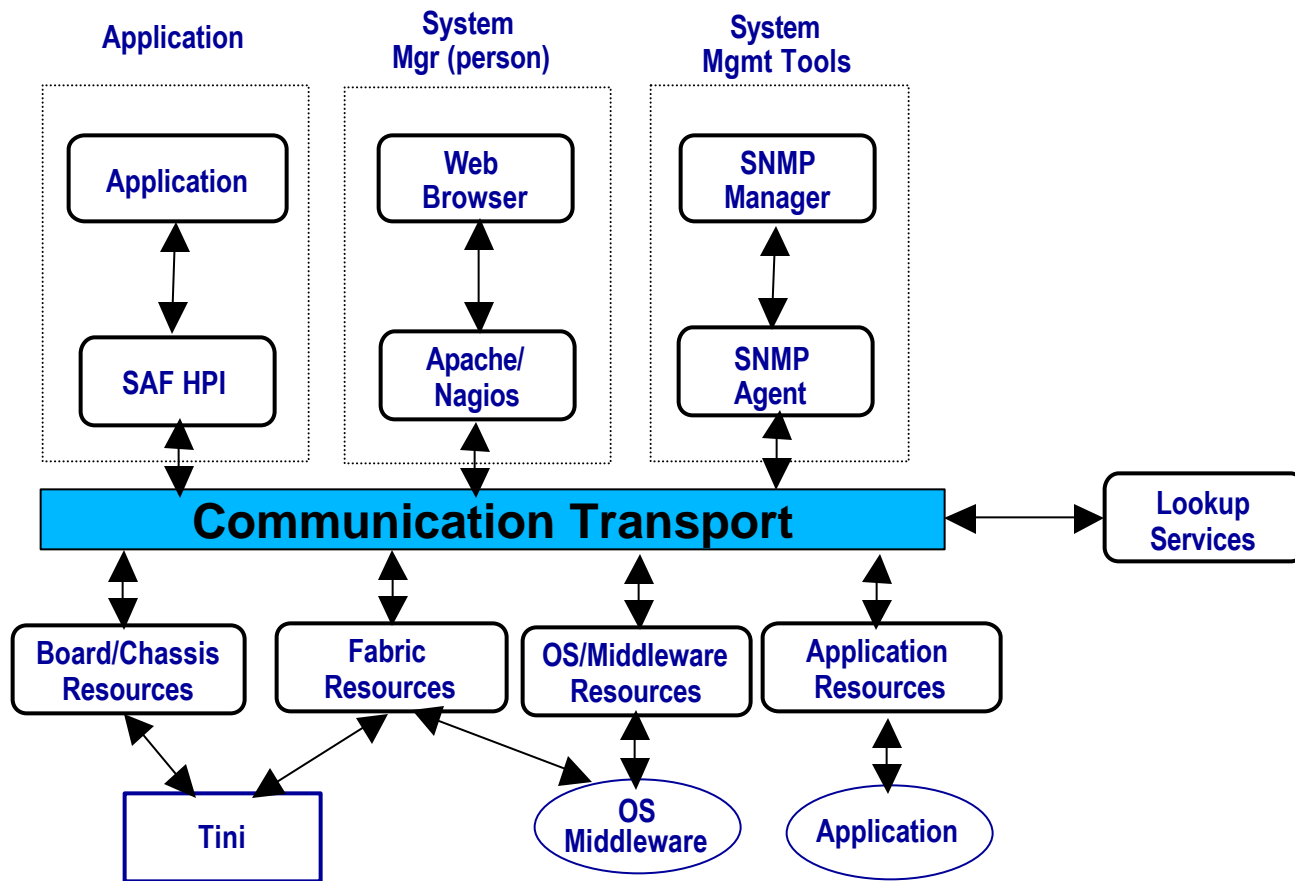 Application
System
Mgr (person)
System
Mgmt Tools
Application
Web
Browser
SNMP
Manager
SAF HPI
Apache/
Nagios
SNMP
Agent
Communication Transport
Lookup
Services
Board/Chassis
Resources
Fabric
Resources
OS/Middleware
Resources
Application
Resources
Tini
OS
Middleware
Application